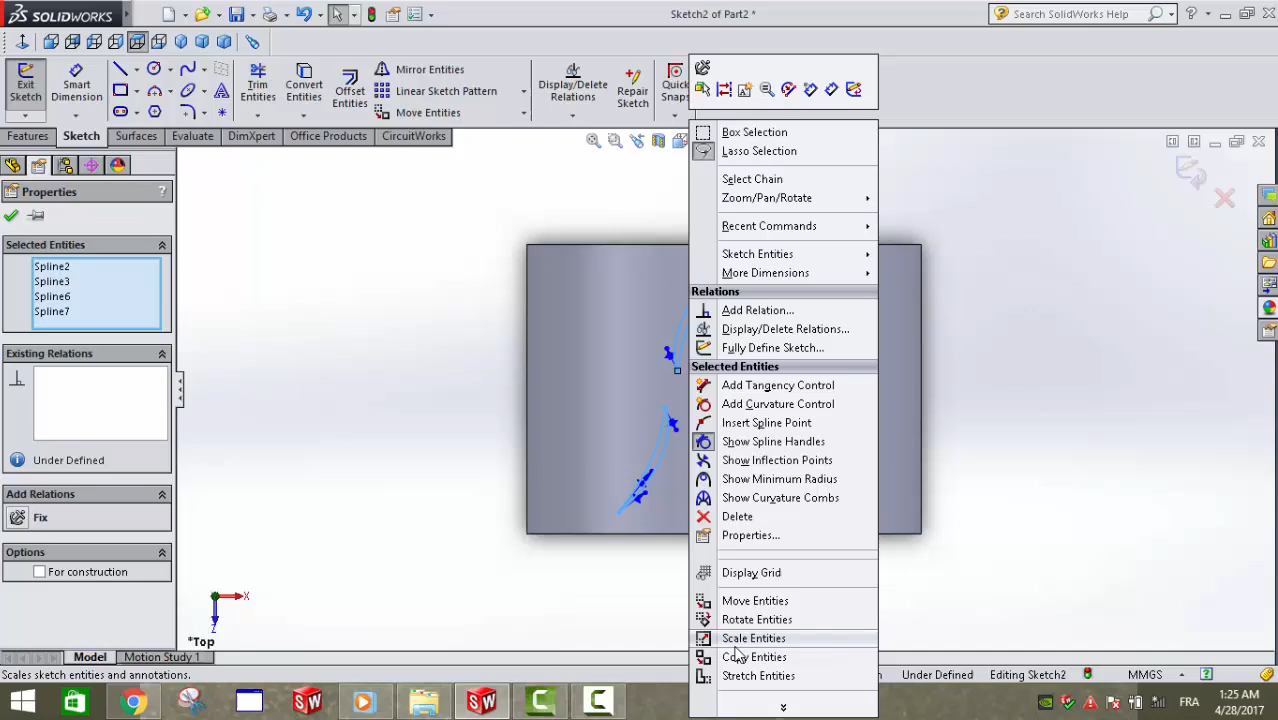 SOLIDWORKS
Sketch2 of Part2 *
Search SolidWorks Help
Exit Sketch
Smart Dimension
Trim Entities
Convert Entities
Offset Entities
Mirror Entities
Linear Sketch Pattern
Move Entities
Display/Delete Relations
Repair Sketch
Quick Snaps
Features
Sketch
Surfaces
Evaluate
DimXpert
Office Products
CircuitWorks
Properties
?
Selected Entities
Spline2
Spline3
Spline6
Spline7
Existing Relations
Under Defined
Add Relations
Fix
Options
For construction
Box Selection
Lasso Selection
Select Chain
Zoom/Pan/Rotate
Recent Commands
Sketch Entities
More Dimensions
Relations
Add Relation...
Display/Delete Relations...
Fully Define Sketch...
Selected Entities
Add Tangency Control
Add Curvature Control
Insert Spline Point
Show Spline Handles
Show Inflection Points
Show Minimum Radius
Show Curvature Combs
Delete
Properties...
Display Grid
Move Entities
Rotate Entities
Scale Entities
Copy Entities
Stretch Entities
X
Z
*Top
Model
Motion Study 1
Scales sketch entities and annotations.
Under Defined
Editing Sketch2
MMGS
?
FRA
1:25 AM
4/28/2017